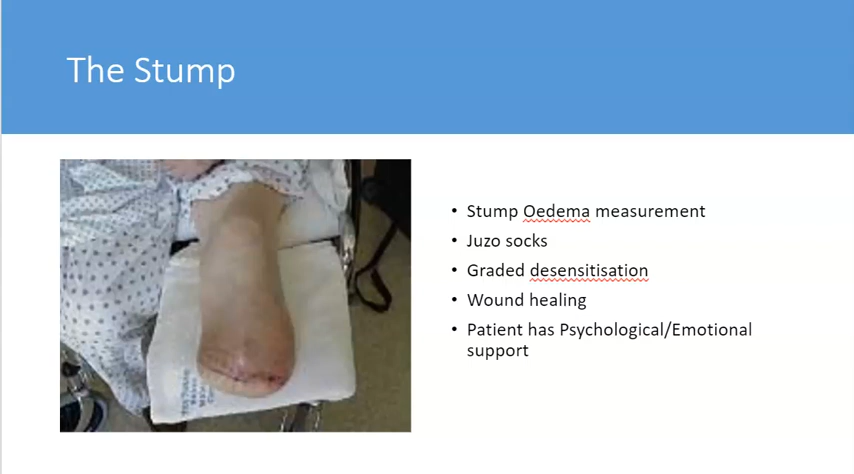 The Stump
• Stump Oedema measurement
• Juzo socks
• Graded desensitisation
• Wound healing
• Patient has Psychological/Emotional
support